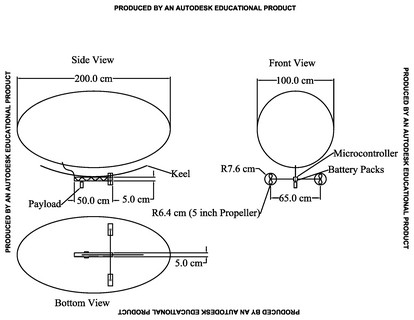 PRODUCED BY AN AUTODESK EDUCATIONAL PRODUCT
PRODUCED BY AN AUTODESK EDUCATIONAL PRODUCT
PRODUCED BY AN AUTODESK EDUCATIONAL PRODUCT
Side View
200.0 cm
Front View
100.0 cm
Keel
Payload
50.0 cm
5.0 cm
Microcontroller
Battery Packs
R7.6 cm
65.0 cm
R6.4 cm (5 inch Propeller)
5.0 cm
Bottom View
PRODUCED BY AN AUTODESK EDUCATIONAL PRODUCT